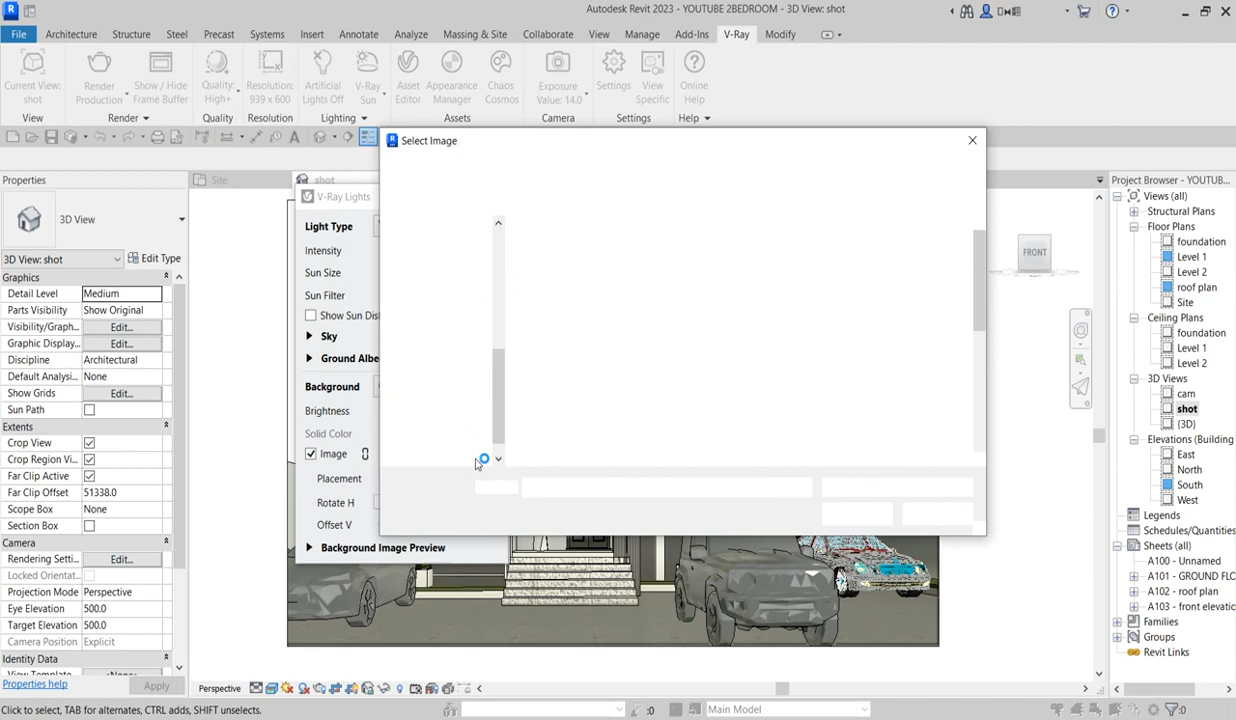 R
Autodesk Revit 2023 - YOUTUBE 2BEDROOM - 3D View: shot
File Architecture Structure Steel Precast Systems Insert Annotate Analyze Massing & Site Collaborate View Manage Add-Ins V-Ray Modify
Current View: shot
Render Production
Show / Hide Frame Buffer
Quality: High+
Resolution: 939 x 600
Artificial Lights Off
V-Ray Sun
Asset Editor
Appearance Manager
Chaos Cosmos
Exposure Value: 14.0
Settings
View Specific
Online Help
View Render Quality Resolution Lighting Assets Camera Settings Help
Select Image
Properties
Site
shot
3D View
3D View: shot
Edit Type
Graphics
Detail Level Medium
Parts Visibility Show Original
Visibility/Graph... Edit...
Graphic Display... Edit...
Discipline Architectural
Default Analysi... None
Show Grids Edit...
Sun Path
Extents
Crop View
Crop Region Vi...
Far Clip Active
Far Clip Offset 51338.0
Scope Box None
Section Box
Camera
Rendering Setti... Edit...
Locked Orientat...
Projection Mode Perspective
Eye Elevation 500.0
Target Elevation 500.0
Camera Position Explicit
Identity Data
View Template <None>
Properties help
Apply
V-Ray Lights
Light Type
Intensity
Sun Size
Sun Filter
Show Sun Dis
Sky
Ground Albe
Background
Brightness
Solid Color
Image
Placement
Rotate H
Offset V
Background Image Preview
FRONT
Project Browser - YOUTUB...
Views (all)
Structural Plans
Floor Plans
foundation
Level 1
Level 2
roof plan
Site
Ceiling Plans
foundation
Level 1
Level 2
3D Views
cam
shot
{3D}
Elevations (Building
East
North
South
West
Legends
Schedules/Quantities
Sheets (all)
A100 - Unnamed
A101 - GROUND FLO
A102 - roof plan
A103 - front elevatio
Families
Groups
Revit Links
Perspective
Click to select, TAB for alternates, CTRL adds, SHIFT unselects.
:0
Main Model
:0